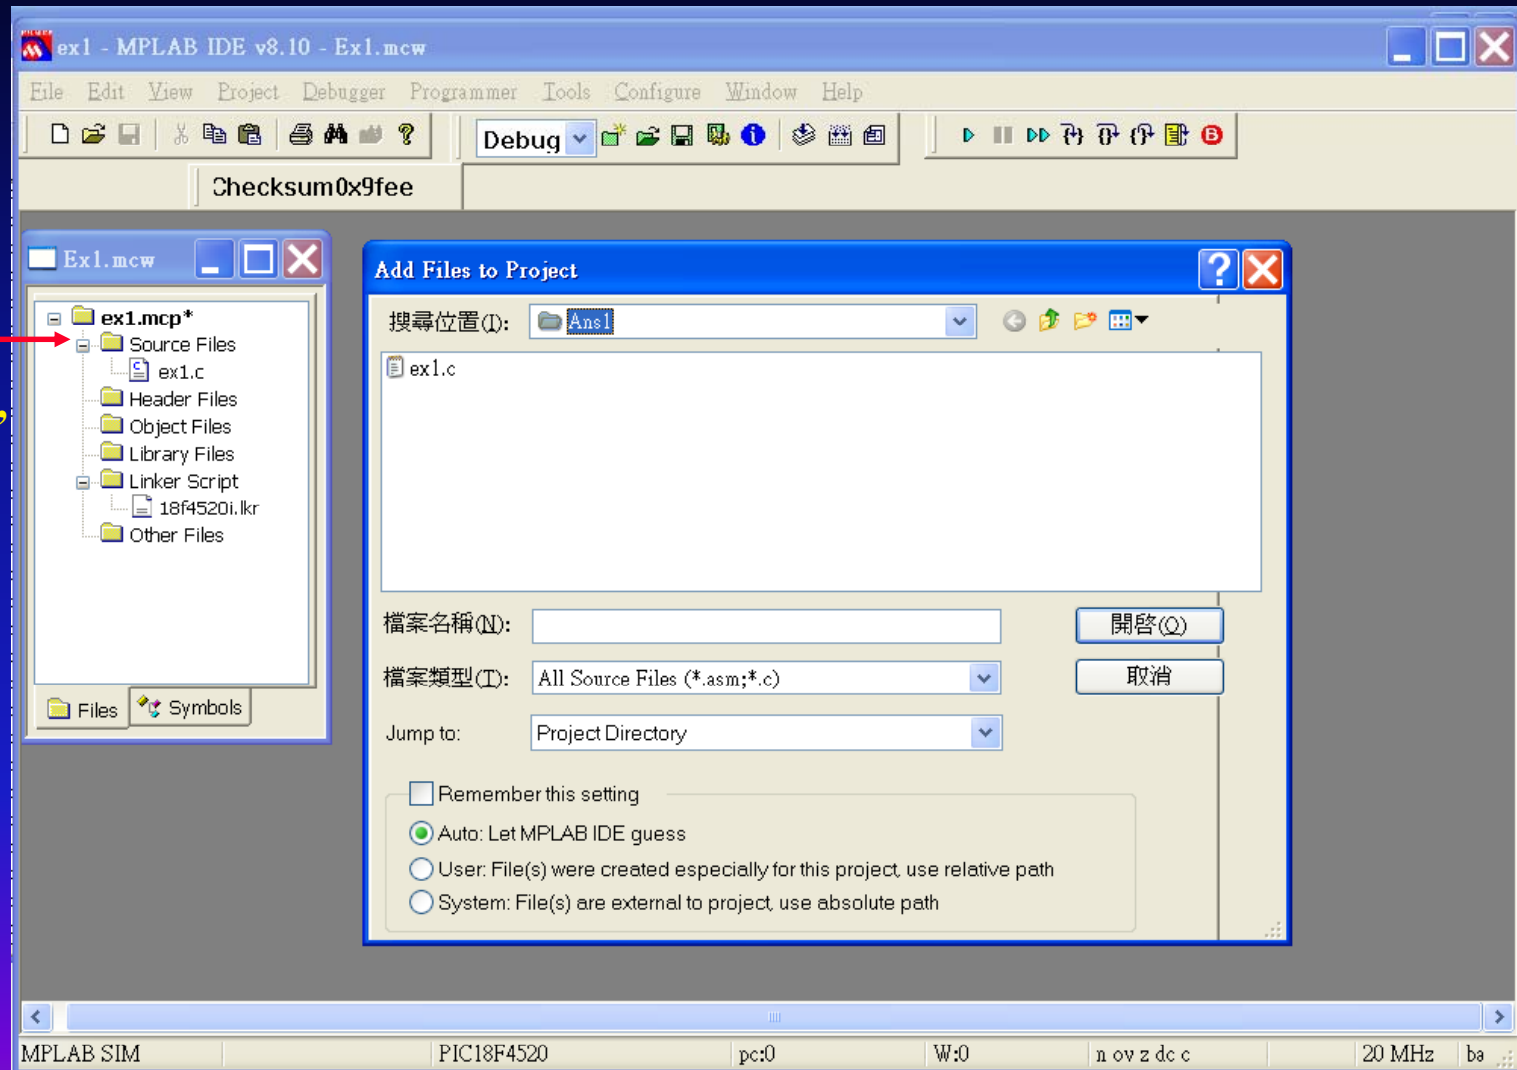 ex1 - MPLAB IDE v8.10 - Ex1.mcw
File Edit View Project Debugger Programmer Tools Configure Window Help
Debug
Checksum0x9fee
Ex1.mcw
ex1.mcp*
Source Files
ex1.c
Header Files
Object Files
Library Files
Linker Script
18f4520i.lkr
Other Files
Files Symbols
Add Files to Project
搜尋位置(I): Ans1
ex1.c
檔案名稱(N): 開啓(O)
檔案類型(T): All Source Files (*.asm;*.c) 取消
Jump to: Project Directory
Remember this setting
Auto: Let MPLAB IDE guess
User: File(s) were created especially for this project, use relative path
System: File(s) are external to project, use absolute path
MPLAB SIM PIC18F4520 pc:0 W:0 n ov z dc c 20 MHz ba